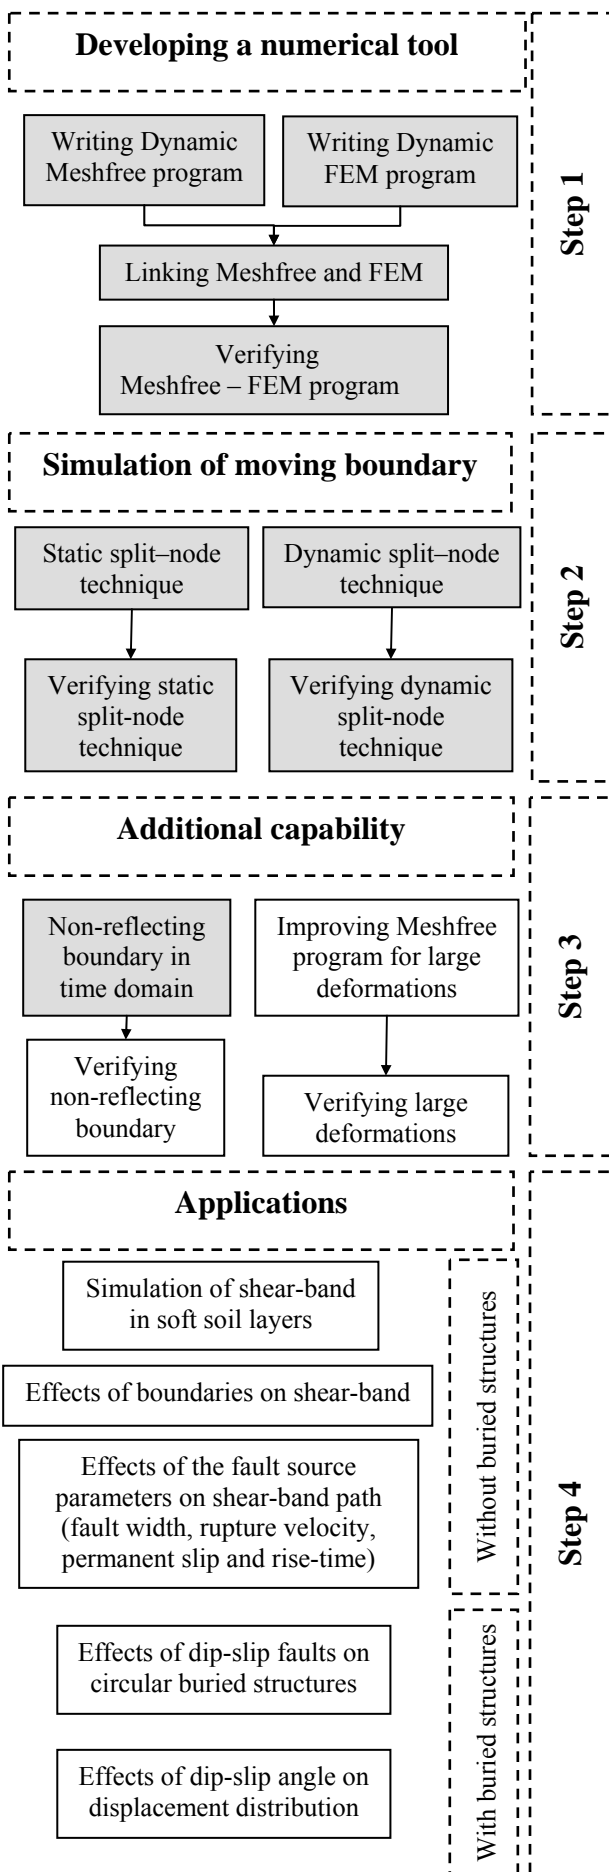 Developing a numerical tool
Writing Dynamic
Meshfree program
Writing Dynamic
FEM program
Linking Meshfree and FEM
Verifying
Meshfree – FEM program
Step 1
Simulation of moving boundary
Static split–node
technique
Dynamic split–node
technique
Verifying static
split-node
technique
Verifying dynamic
split-node
technique
Step 2
Additional capability
Non-reflecting
boundary in
time domain
Improving Meshfree
program for large
deformations
Verifying
non-reflecting
boundary
Verifying large
deformations
Step 3
Applications
Simulation of shear-band
in soft soil layers
Effects of boundaries on shear-band
Effects of the fault source
parameters on shear-band path
(fault width, rupture velocity,
permanent slip and rise-time)
Without buried structures
Effects of dip-slip faults on
circular buried structures
Effects of dip-slip angle on
displacement distribution
With buried structures
Step 4